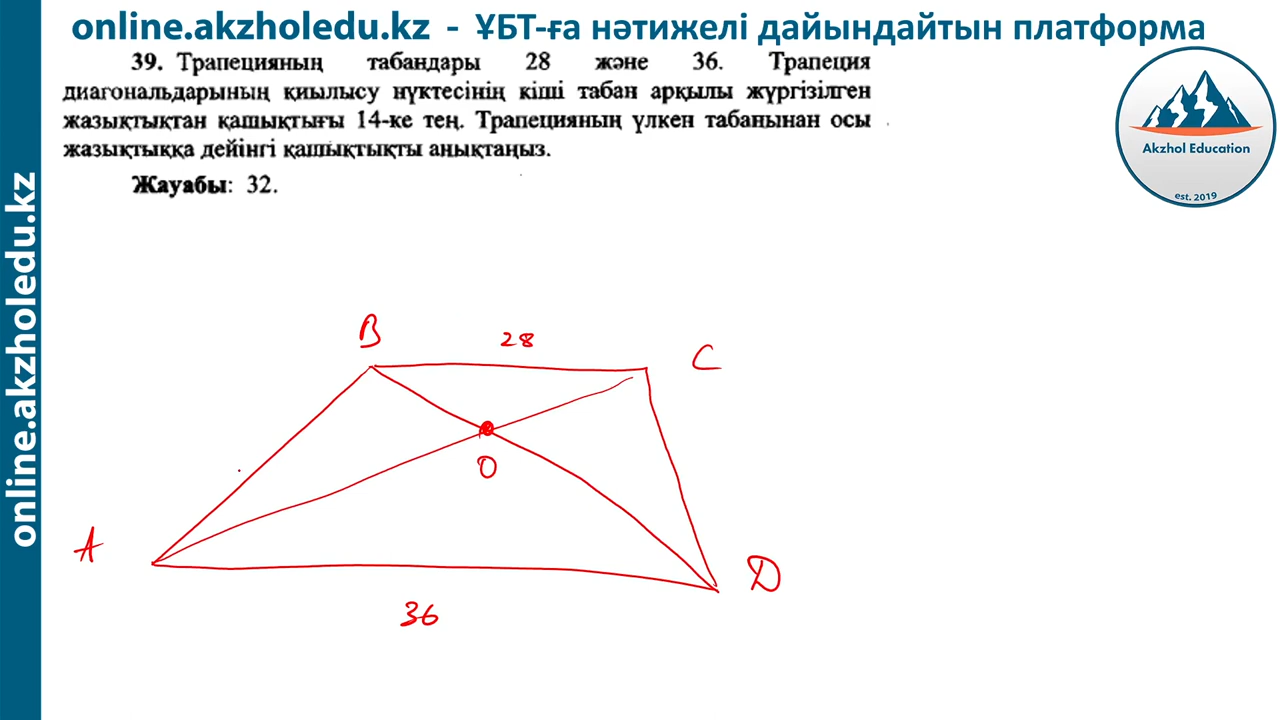 online.akzholedu.kz - ҰБТ-ға нәтижелі дайындайтын платформа
39. Трапецияның табандары 28 және 36. Трапеция
диагональдарының қиылысу нүктесінің кіші табан арқылы жүргізілген
жазықтықтан қашықтығы 14-ке тең. Трапецияның үлкен табанынан осы
жазықтыққа дейінгі қашықтықты анықтаңыз.
Жауабы: 32.
Akzhol Education
est. 2019
online.akzholedu.kz
B
28
C
O
A
D
36